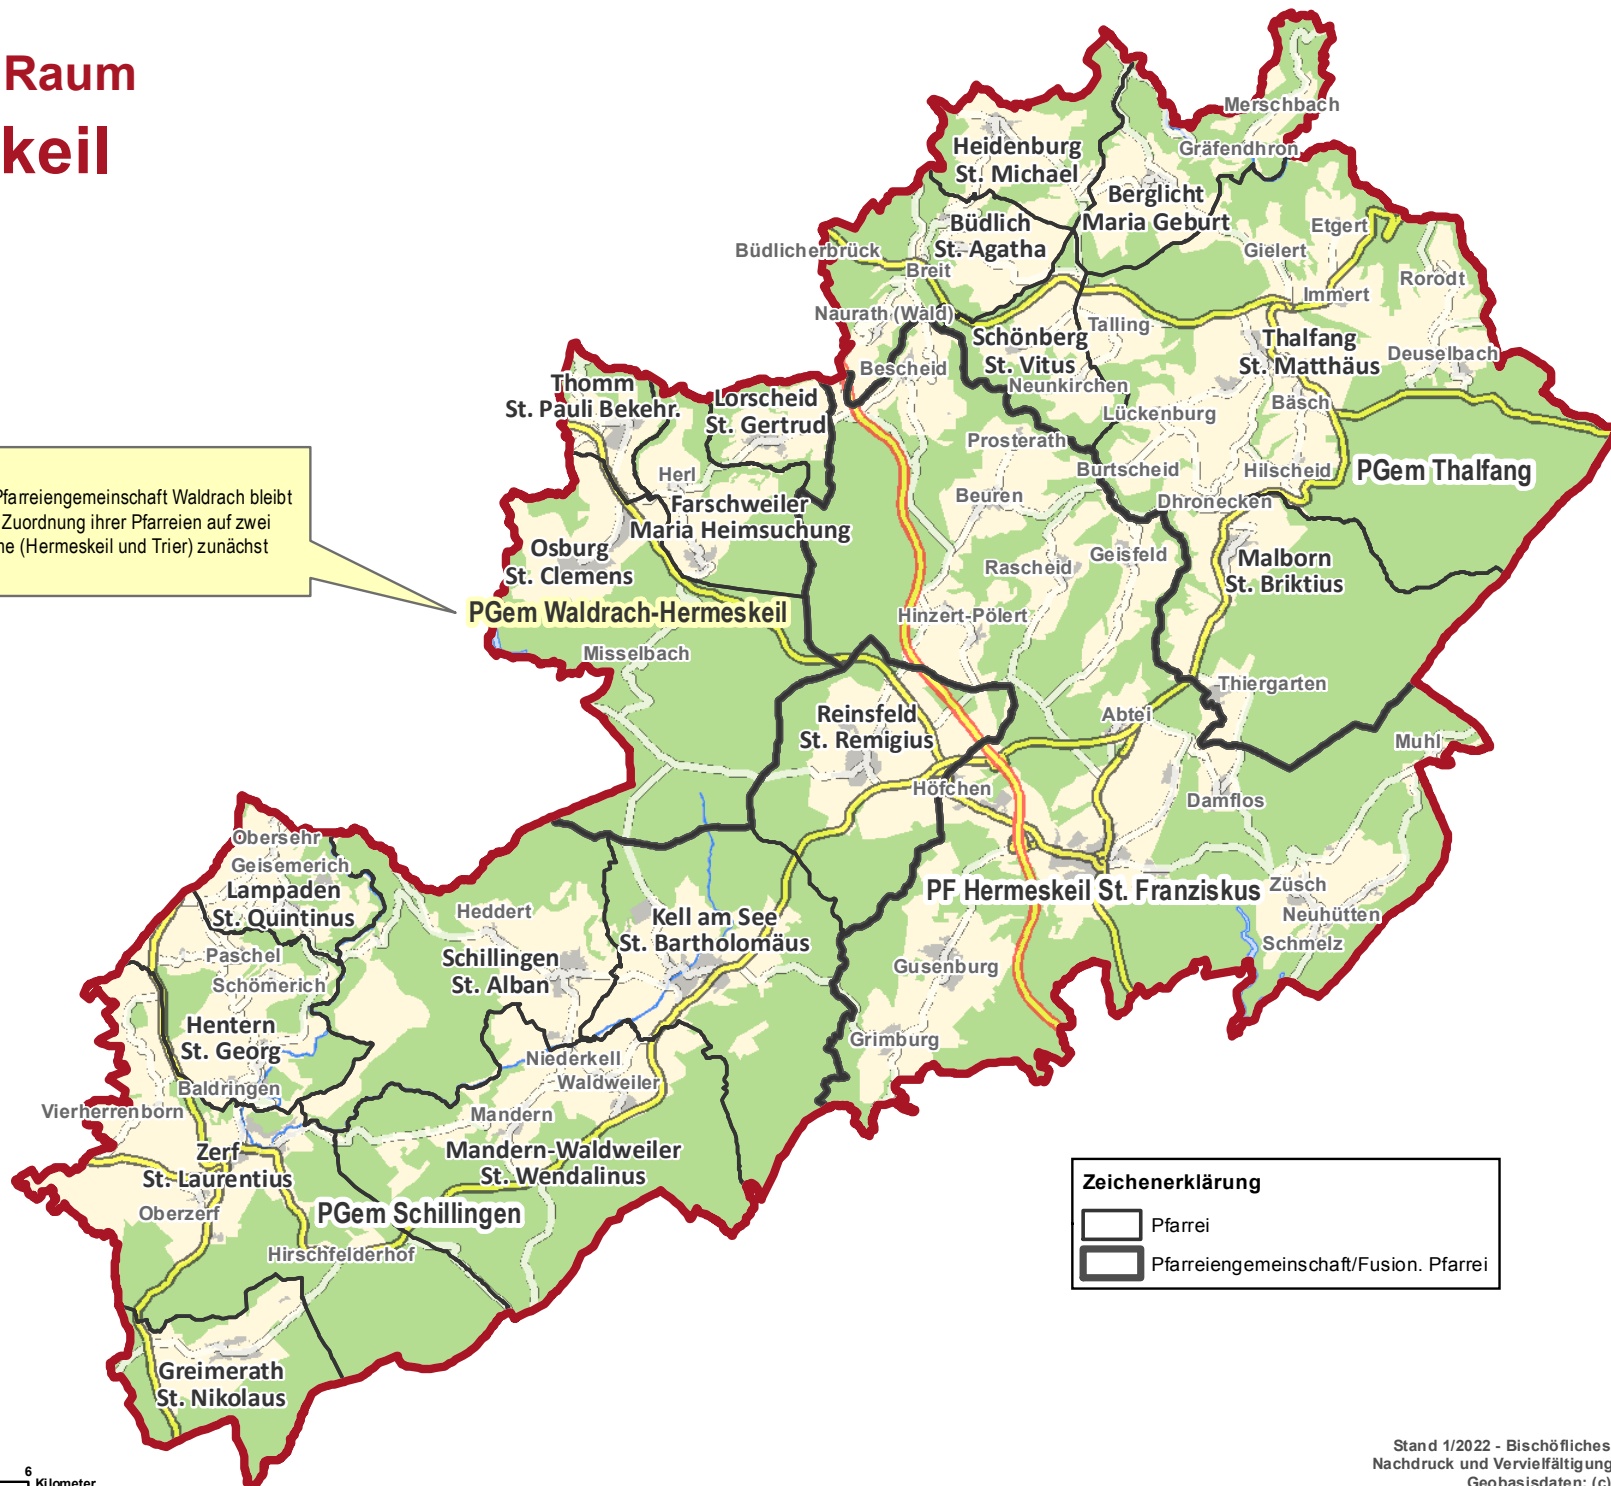 Raum
keil
Merschbach
Gräfendhron
Heidenburg
St. Michael
Berglicht
Maria Geburt
Büdlich
St. Agatha
Etgert
Gielert
Büdlicherbrück
Breit
Rorodt
Immert
Naurath (Wald)
Talling
Schönberg
St. Vitus
Thalfang
St. Matthäus
Deuselbach
Bescheid
Neunkirchen
Thomm
St. Pauli Bekehr.
Lorscheid
St. Gertrud
Bäsch
Lückenburg
Prosterath
Burtscheid
Hilscheid
PGem Thalfang
Herl
Beuren
Dhronecken
Pfarreiengemeinschaft Waldrach bleibt
Zuordnung ihrer Pfarreien auf zwei
me (Hermeskeil und Trier) zunächst
Farschweiler
Maria Heimsuchung
Osburg
St. Clemens
Geisfeld
Rascheid
Malborn
St. Briktius
PGem Waldrach-Hermeskeil
Hinzert-Pölert
Misselbach
Thiergarten
Reinsfeld
St. Remigius
Abtei
Muhl
Höfchen
Damflos
Obersehr
Geisemerich
Lampaden
St. Quintinus
PF Hermeskeil St. Franziskus
Züsch
Neuhütten
Schmelz
Heddert
Kell am See
St. Bartholomäus
Paschel
Schömerich
Schillingen
St. Alban
Gusenburg
Hentern
St. Georg
Grimburg
Niederkell
Waldweiler
Baldringen
Vierherrenborn
Mandern
Zerf
St. Laurentius
Mandern-Waldweiler
St. Wendalinus
Oberzerf
PGem Schillingen
Hirschfelderhof
Zeichenerklärung
Pfarrei
Pfarreiengemeinschaft/Fusion. Pfarrei
Greimerath
St. Nikolaus
6
Kilometer
Stand 1/2022 - Bischöfliches
Nachdruck und Vervielfältigung
Geobasisdaten: (c)